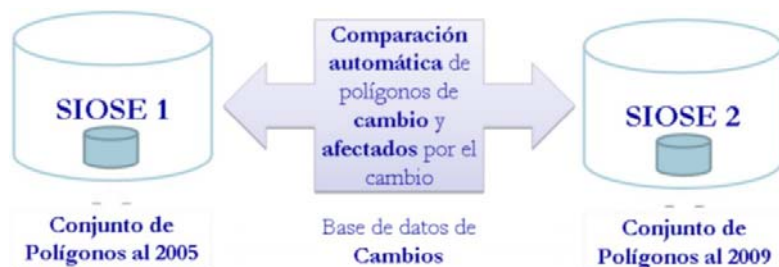 SIOSE 1
Conjunto de
Polígonos al 2005
Comparación
automática de
polígonos de
cambio y
afectados por el
cambio
Base de datos de
Cambios
SIOSE 2
Conjunto de
Polígonos al 2009